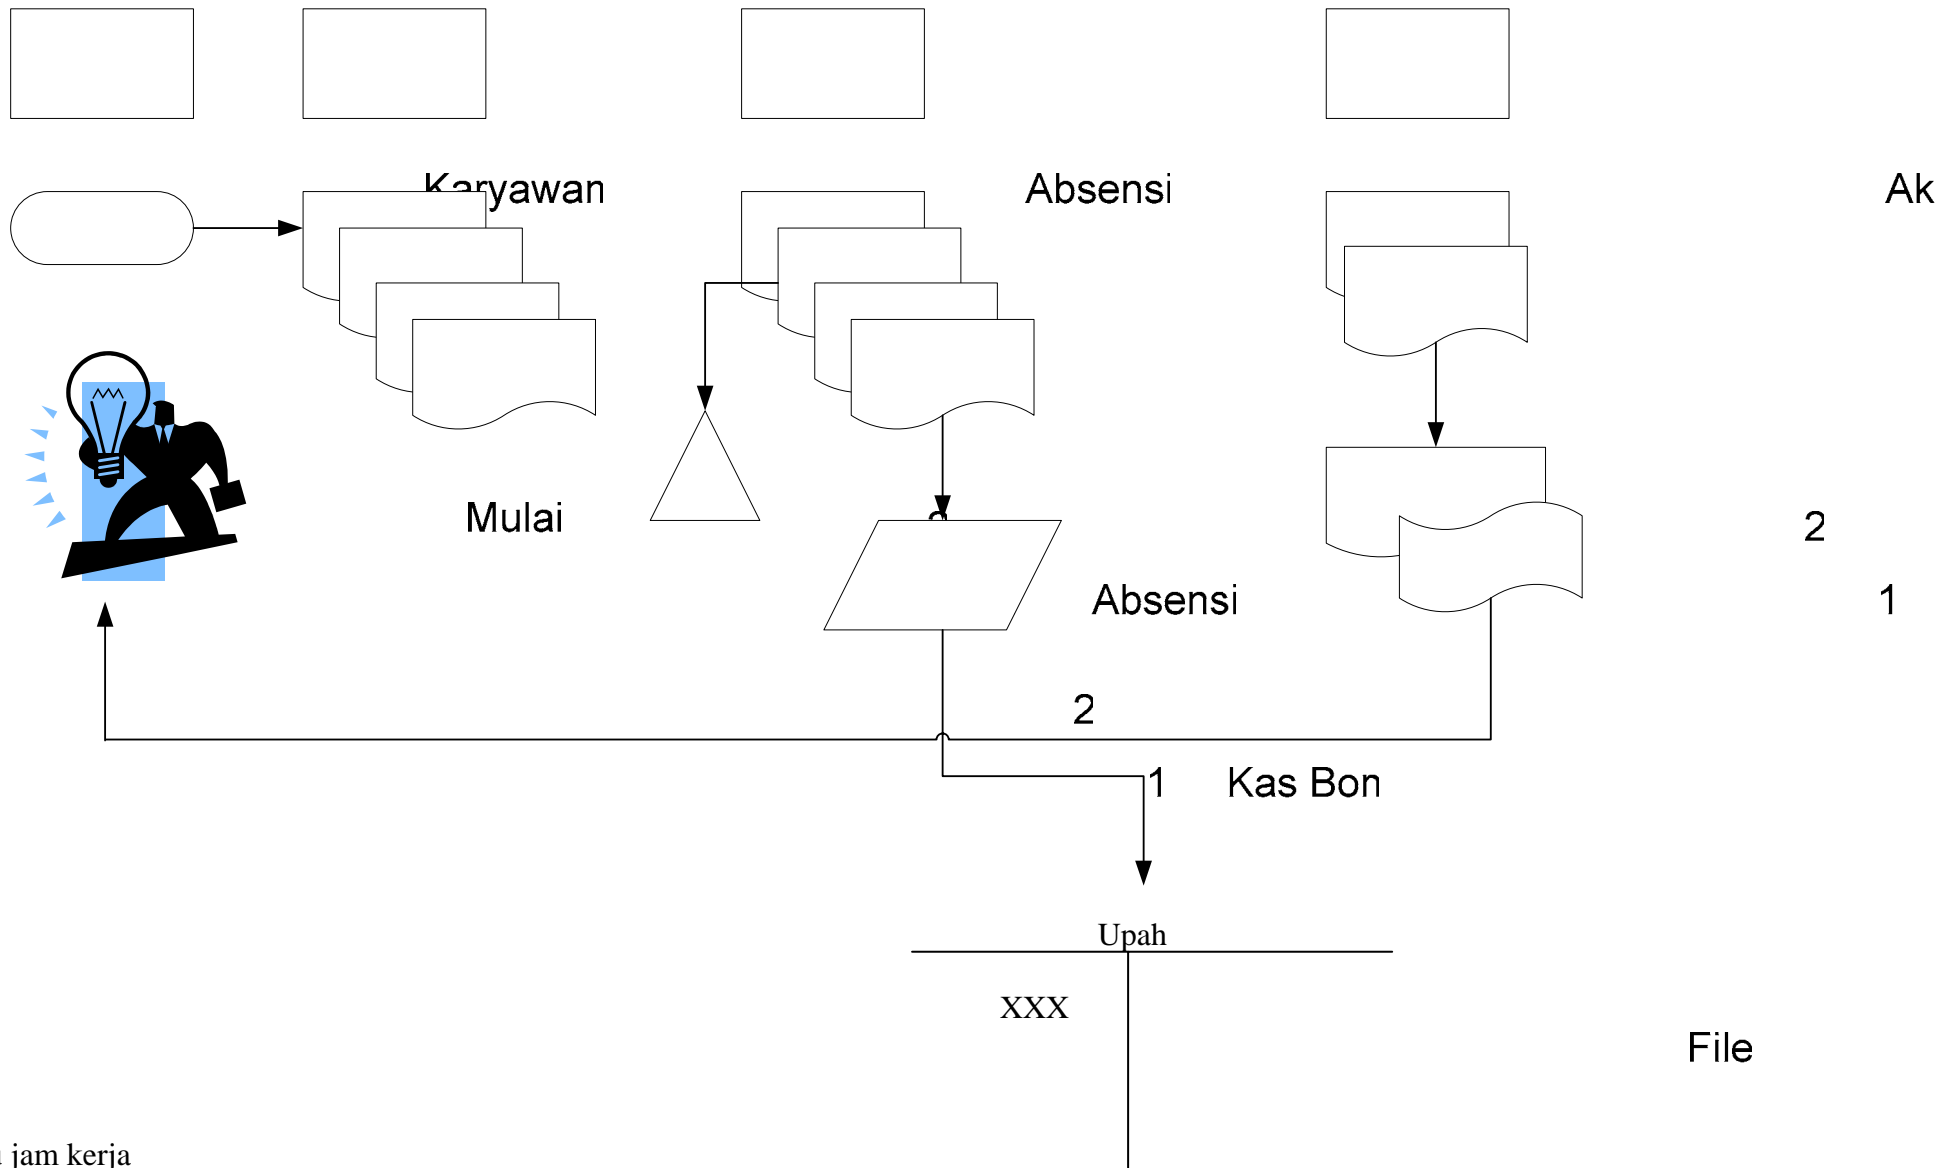 Karyawan
Absensi
Ak
Mulai
2
Absensi
1
2
1
Kas Bon
Upah
XXX
File
jam kerja